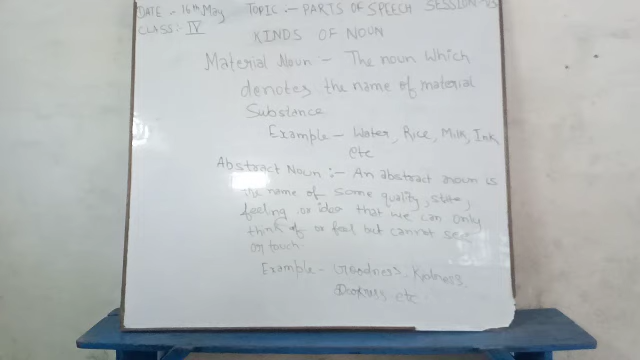 DATE :- 16th May TOPIC :- PARTS OF SPEECH SESSION:-03
CLASS:- IV
KINDS OF NOUN
Material Noun - The noun which
denotes the name of material
Substance
Example - Water, Rice, Milk, Ink
etc
Abstract Noun :- An abstract noun is
the name of some quality, state,
feeling or idea that we can only
think of or feel but cannot see
or touch.
Example - Goodness, Kindness,
Darkness etc